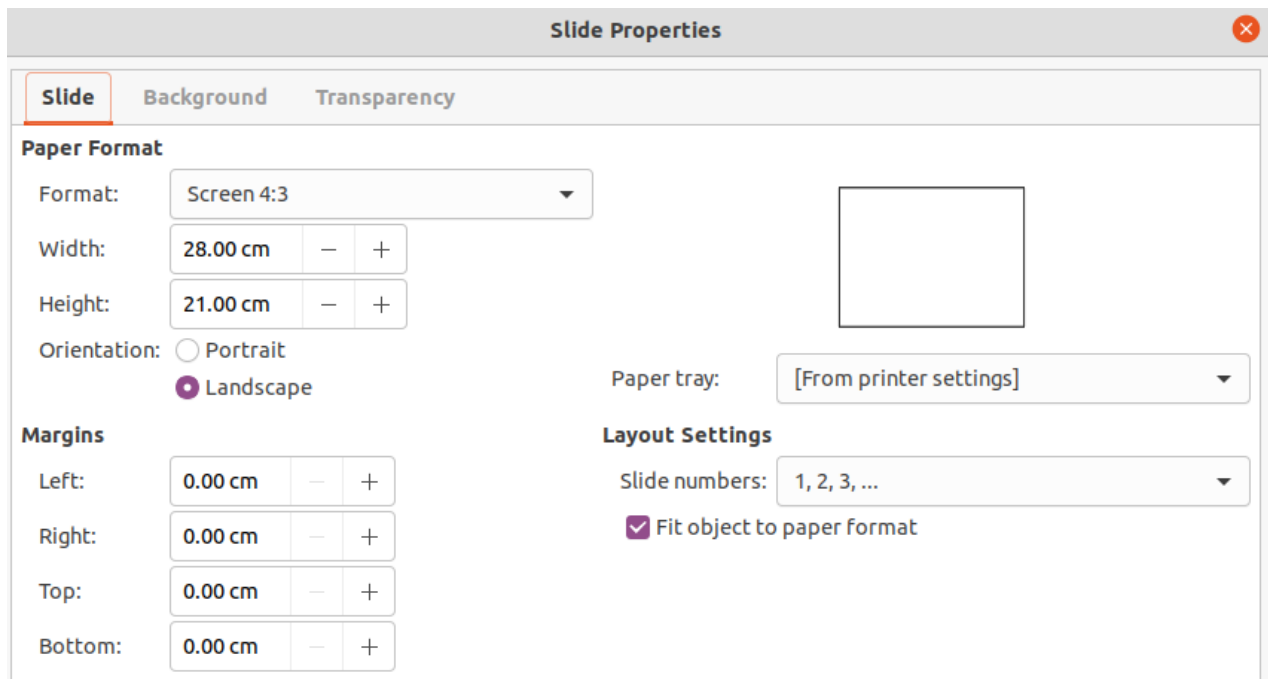 Slide Properties
Slide Background Transparency
Paper Format
Format: Screen 4:3
Width: 28.00 cm
Height: 21.00 cm
Orientation: Portrait
Landscape
Paper tray: [From printer settings]
Margins
Left: 0.00 cm
Right: 0.00 cm
Top: 0.00 cm
Bottom: 0.00 cm
Layout Settings
Slide numbers: 1, 2, 3, ...
Fit object to paper format